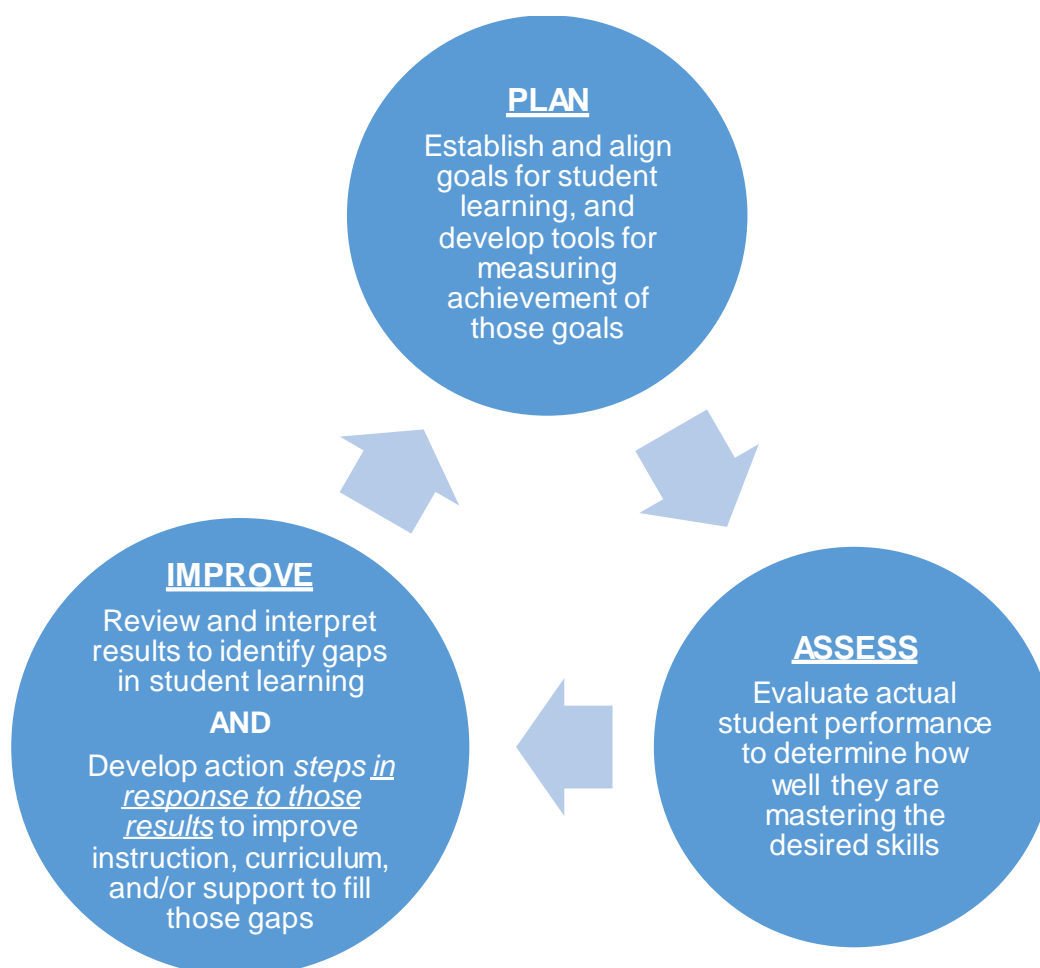 PLAN
Establish and align
goals for student
learning, and
develop tools for
measuring
achievement of
those goals
IMPROVE
Review and interpret
results to identify gaps
in student learning
AND
Develop action steps in
response to those
results to improve
instruction, curriculum,
and/or support to fill
those gaps
ASSESS
Evaluate actual
student performance
to determine how
well they are
mastering the
desired skills